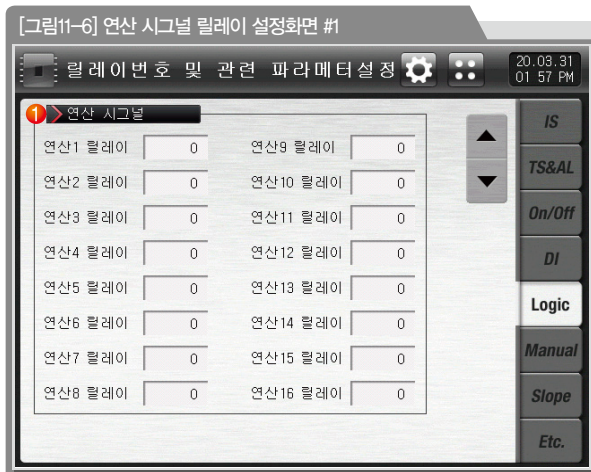 [그림11-6] 연산 시그널 릴레이 설정화면 #1
릴레이번호 및 관련 파라메터설정
20.03.31
01 57 PM
1 연산 시그널
연산1 릴레이 0 연산9 릴레이 0
연산2 릴레이 0 연산10 릴레이 0
연산3 릴레이 0 연산11 릴레이 0
연산4 릴레이 0 연산12 릴레이 0
연산5 릴레이 0 연산13 릴레이 0
연산6 릴레이 0 연산14 릴레이 0
연산7 릴레이 0 연산15 릴레이 0
연산8 릴레이 0 연산16 릴레이 0
IS
TS&AL
On/Off
DI
Logic
Manual
Slope
Etc.